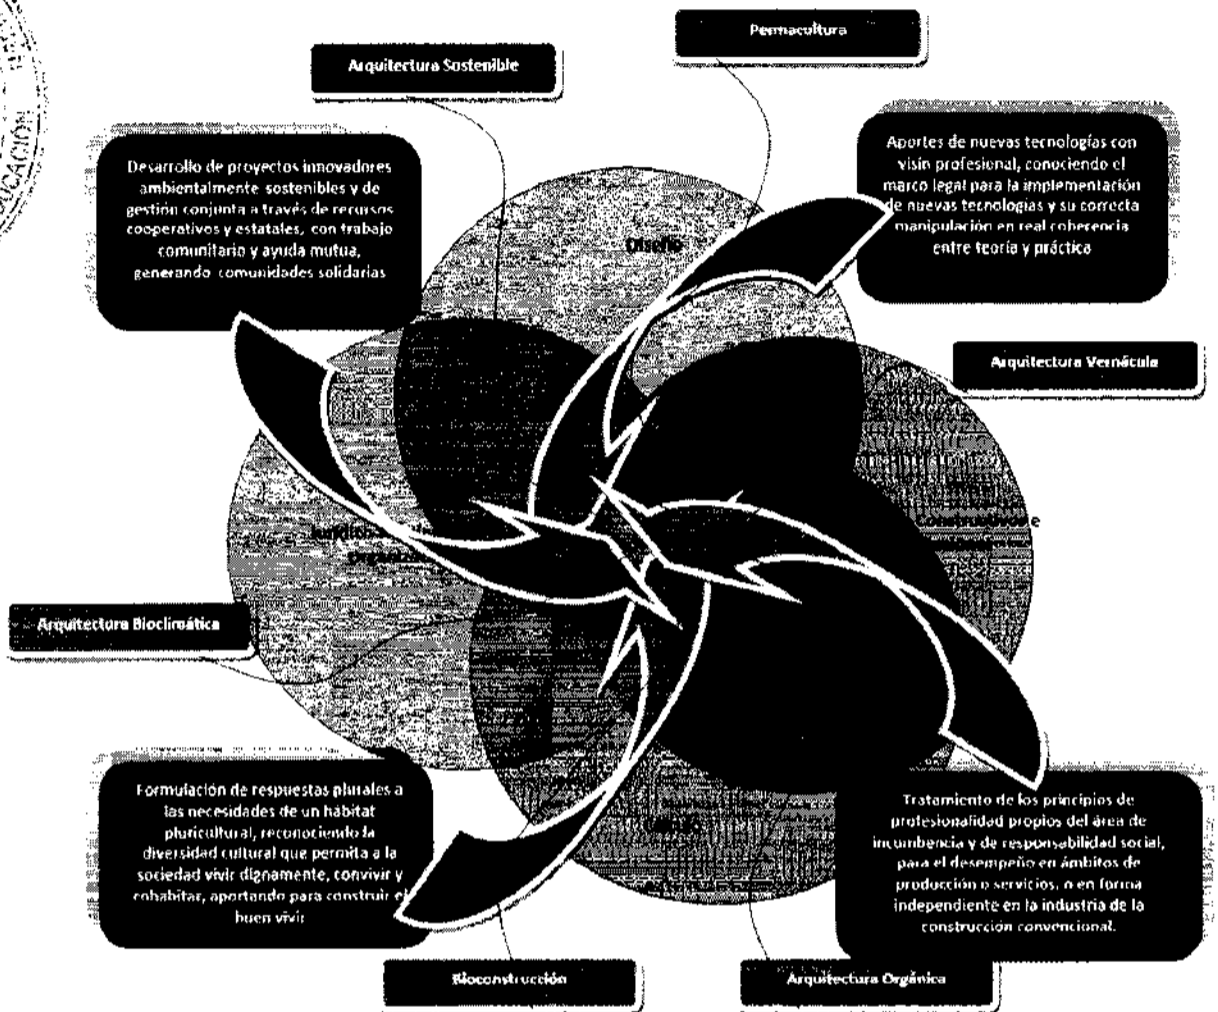 Permacultura
Arquitectura Sostenible
Desarrollo de proyectos innovadores
ambientalmente sostenibles y de
gestión conjunta a través de recursos
cooperativos y estatales, con trabajo
comunitario y ayuda mutua,
generando comunidades solidarias
Aportes de nuevas tecnologías con
visin profesional, conociendo el
marco legal para la implementación
de nuevas tecnologías y su correcta
manipulación en real coherencia
entre teoría y práctica
Diseño
Arquitectura Vernácula
Constructivos e
Arquitectura Bioclimática
Formulación de respuestas plurales a
las necesidades de un hábitat
pluricultural, reconociendo la
diversidad cultural que permita a la
sociedad vivir dignamente, convivir y
cohabitar, aportando para construir el
buen vivir
Tratamiento de los principios de
profesionalidad propios del área de
incumbencia y de responsabilidad social,
para el desempeño en ámbitos de
producción o servicios, o en forma
independiente en la industria de la
construcción convencional.
Bioconstrucción
Arquitectura Orgánica